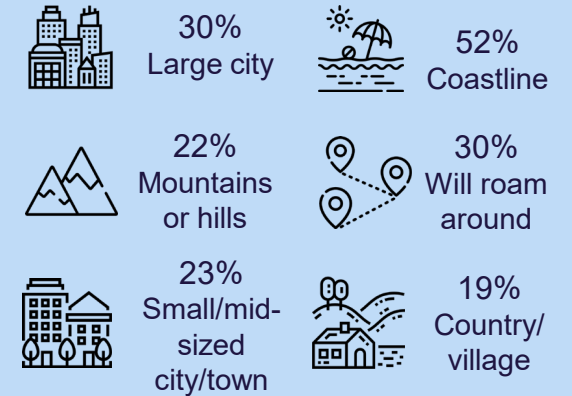 30%
Large city
52%
Coastline
22%
Mountains
or hills
30%
Will roam
around
23%
Small/mid-
sized
city/town
19%
Country/
village